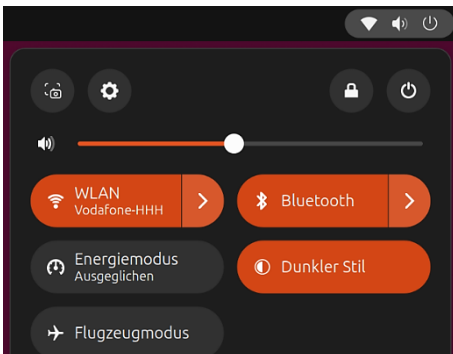 WLAN
Vodafone-HHH
Bluetooth
Energiemodus
Ausgeglichen
Dunkler Stil
Flugzeugmodus